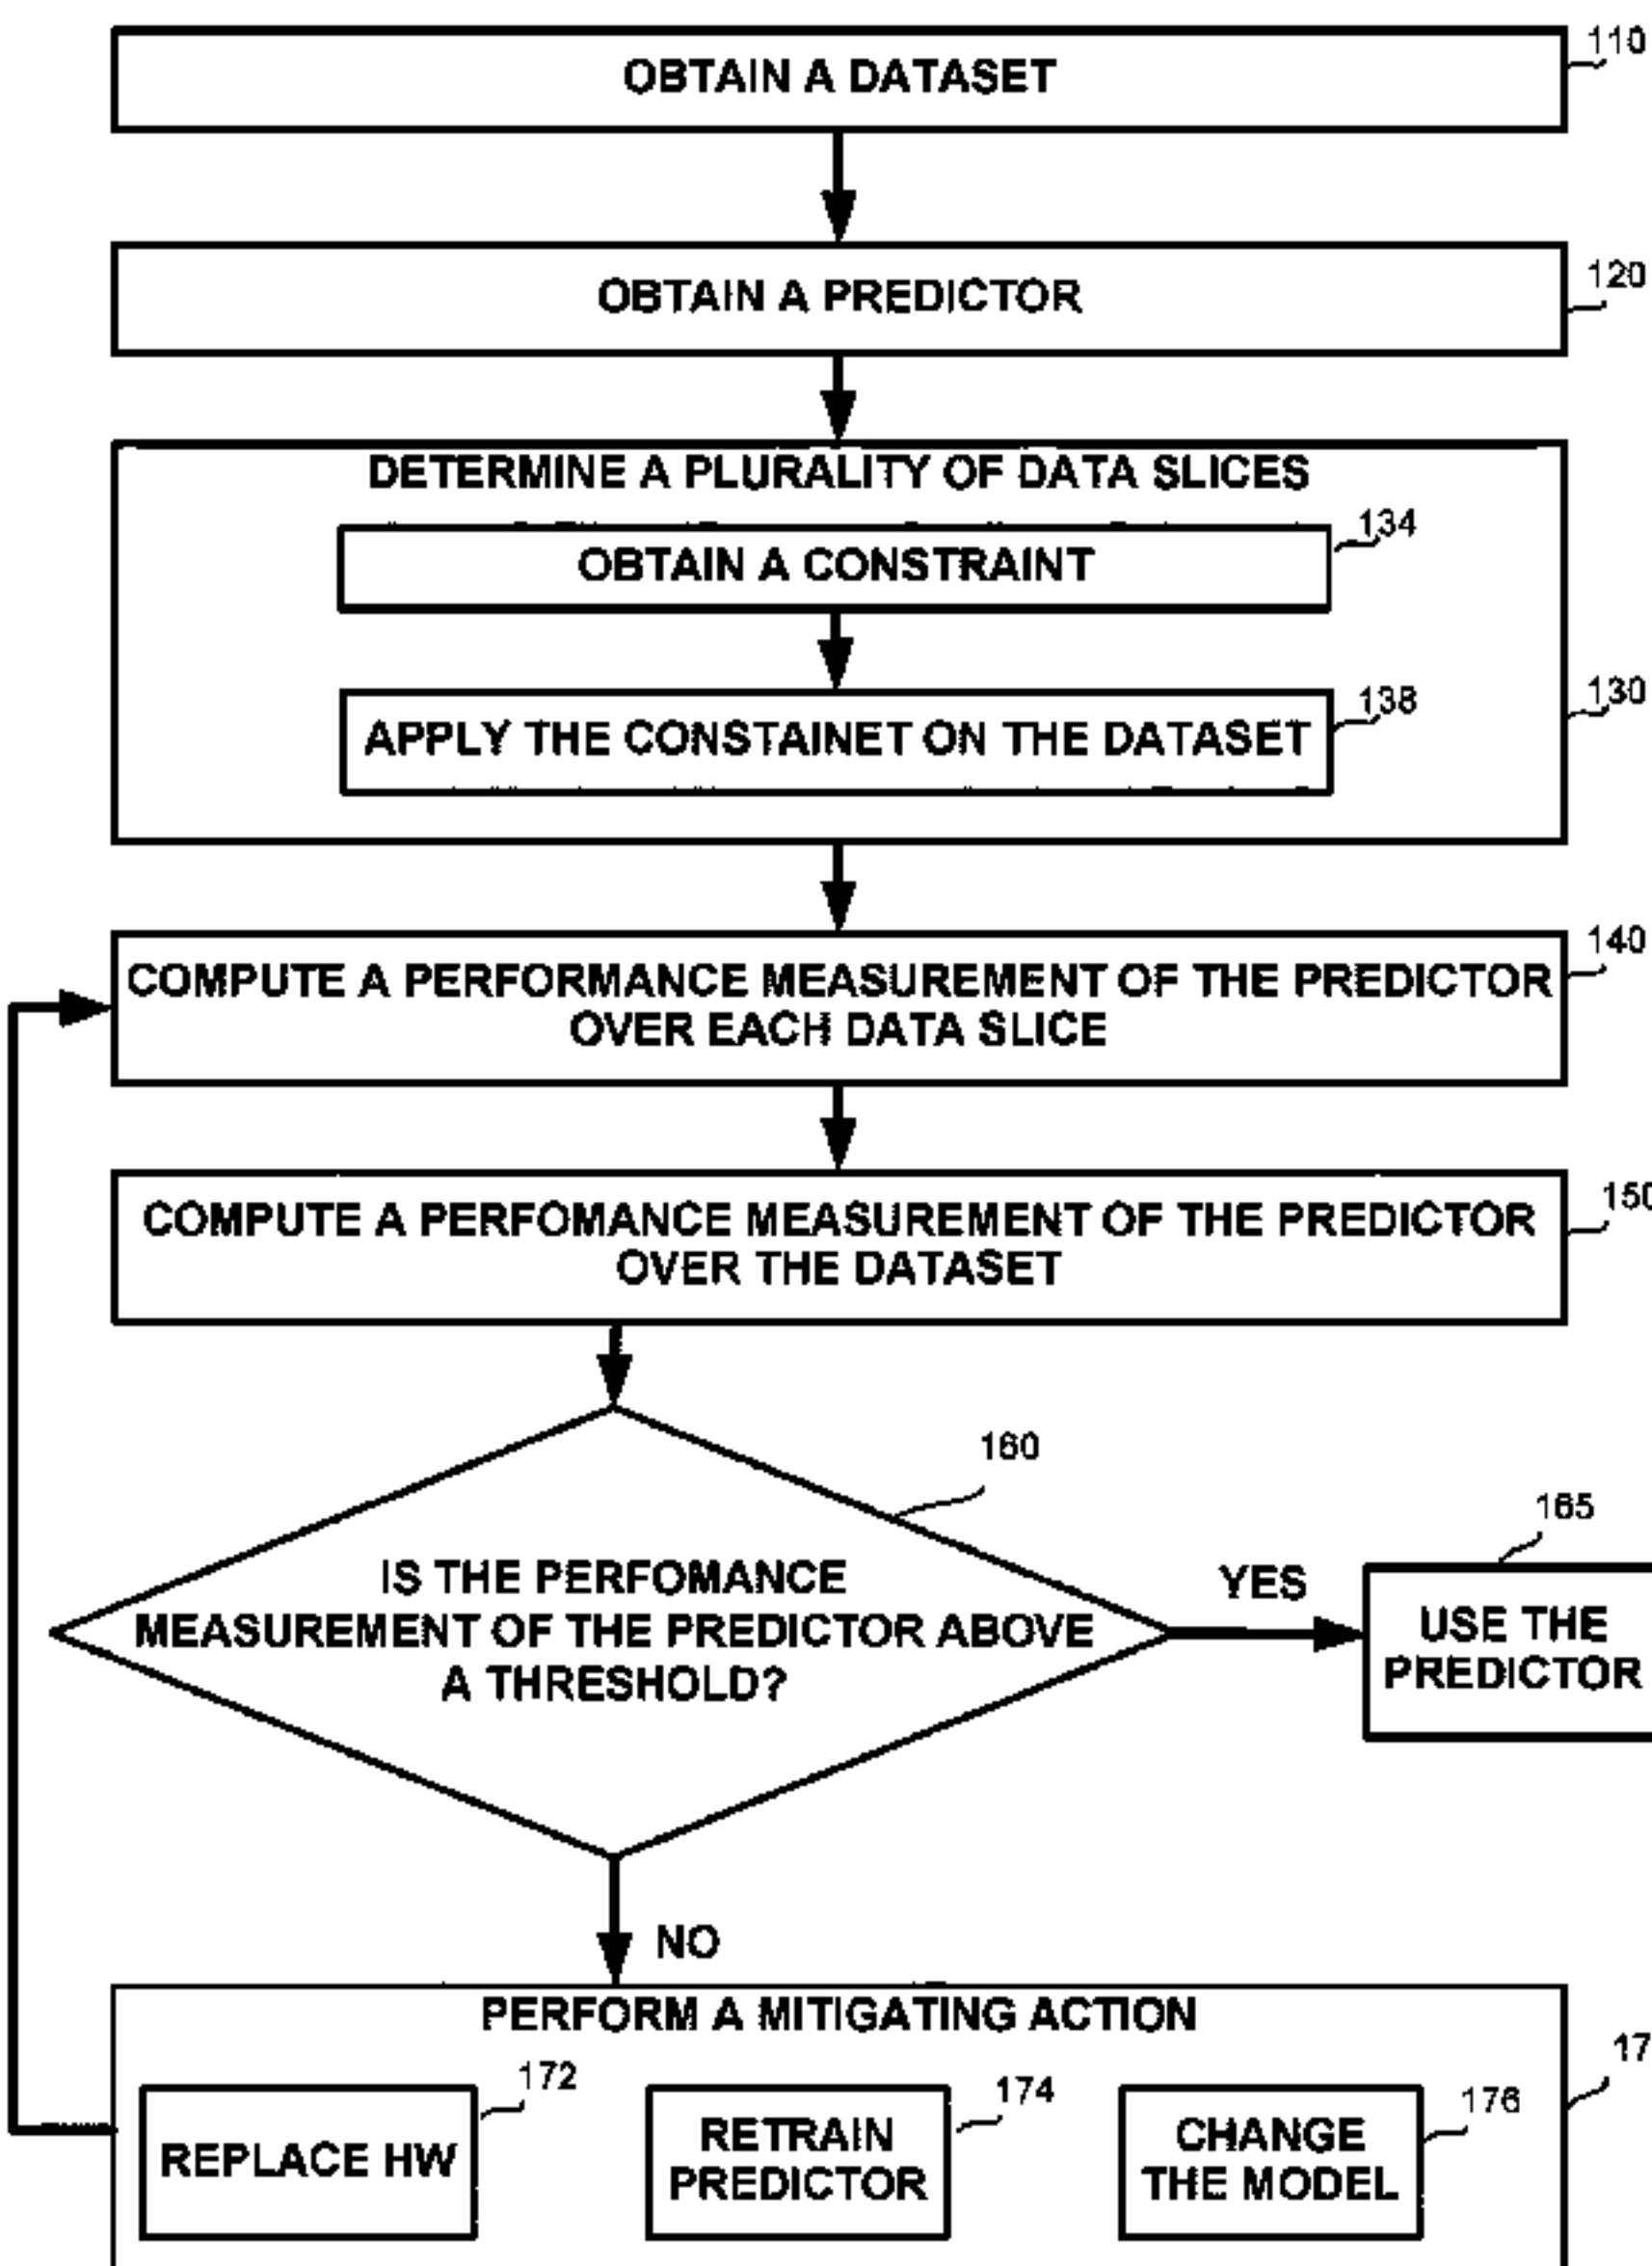 110
OBTAIN A DATASET
120
OBTAIN A PREDICTOR
DETERMINE A PLURALITY OF DATA SLICES
134
OBTAIN A CONSTRAINT
130
138
APPLY THE CONSTAINET ON THE DATASET
140
COMPUTE A PERFORMANCE MEASUREMENT OF THE PREDICTOR
OVER EACH DATA SLICE
150
COMPUTE A PERFOMANCE MEASUREMENT OF THE PREDICTOR
OVER THE DATASET
160
IS THE PERFOMANCE
MEASUREMENT OF THE PREDICTOR ABOVE
A THRESHOLD?
YES
165
USE THE
PREDICTOR
NO
PERFORM A MITIGATING ACTION
17
172
REPLACE HW
174
RETRAIN
PREDICTOR
176
CHANGE
THE MODEL